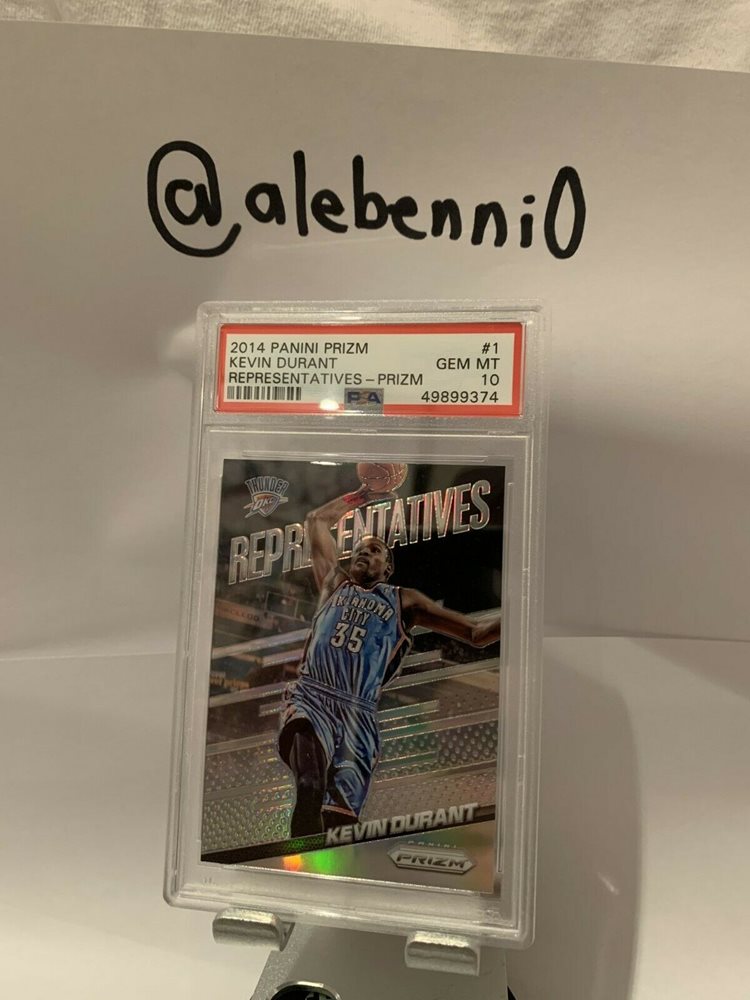 @alebenni0
2014 PANINI PRIZM #1
KEVIN DURANT GEM MT
REPRESENTATIVES - PRIZM 10
PSA 49899374
THUNDER
OKC
REPRESENTATIVES
OKLAHOMA
CITY
35
KEVIN DURANT
PANINI
PRIZM